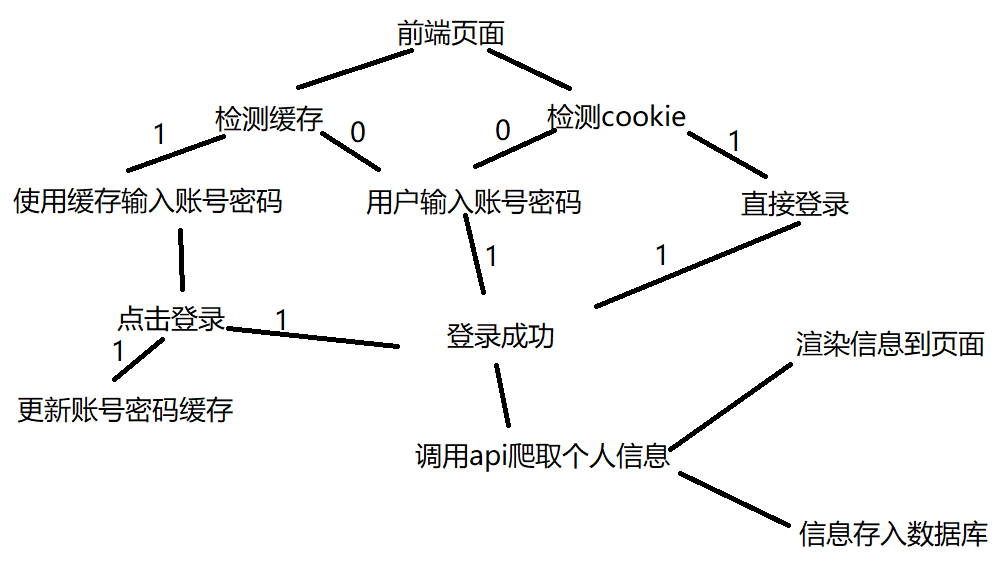 前端页面
检测缓存
检测cookie
1
0
0
1
使用缓存输入账号密码
用户输入账号密码
直接登录
1
1
点击登录
1
登录成功
1
渲染信息到页面
更新账号密码缓存
调用api爬取个人信息
信息存入数据库